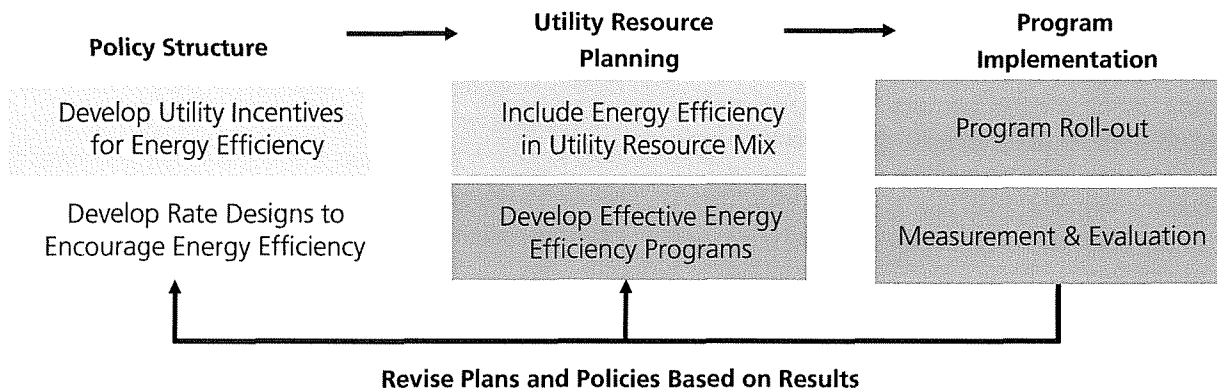 Policy Structure
Develop Utility Incentives
for Energy Efficiency
Develop Rate Designs to
Encourage Energy Efficiency
Utility Resource
Planning
Include Energy Efficiency
in Utility Resource Mix
Develop Effective Energy
Efficiency Programs
Program
Implementation
Program Roll-out
Measurement & Evaluation
Revise Plans and Policies Based on Results